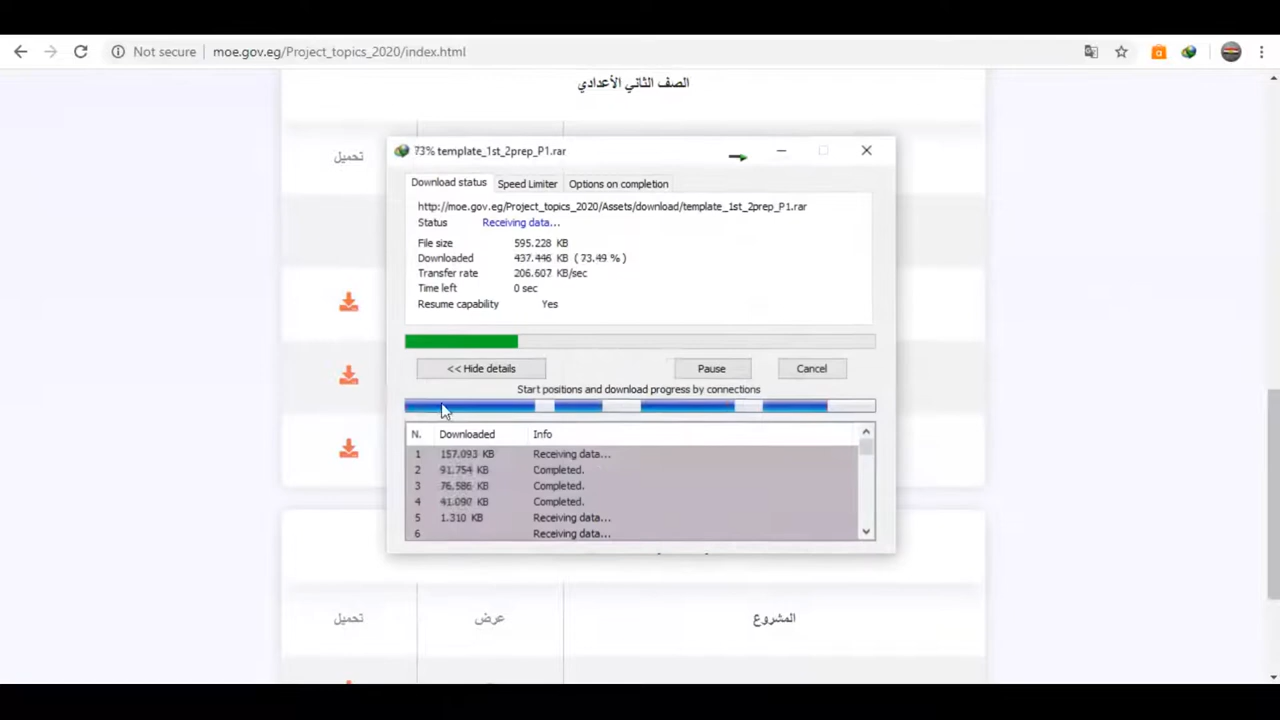 Not secure moe.gov.eg/Project_topics_2020/index.html
الصف الثاني الأعدادي
تحميل
73% template_1st_2prep_P1.rar
Download status Speed Limiter Options on completion
http://moe.gov.eg/Project_topics_2020/Assets/download/template_1st_2prep_P1.rar
Status Receiving data...
File size 595.228 KB
Downloaded 437.446 KB ( 73.49 % )
Transfer rate 206.607 KB/sec
Time left 0 sec
Resume capability Yes
<< Hide details Pause Cancel
Start positions and download progress by connections
N. Downloaded Info
1 157.093 KB Receiving data...
2 91.754 KB Completed.
3 76.586 KB Completed.
4 41.090 KB Completed.
5 1.310 KB Receiving data...
6 Receiving data...
المشروع عرض تحميل